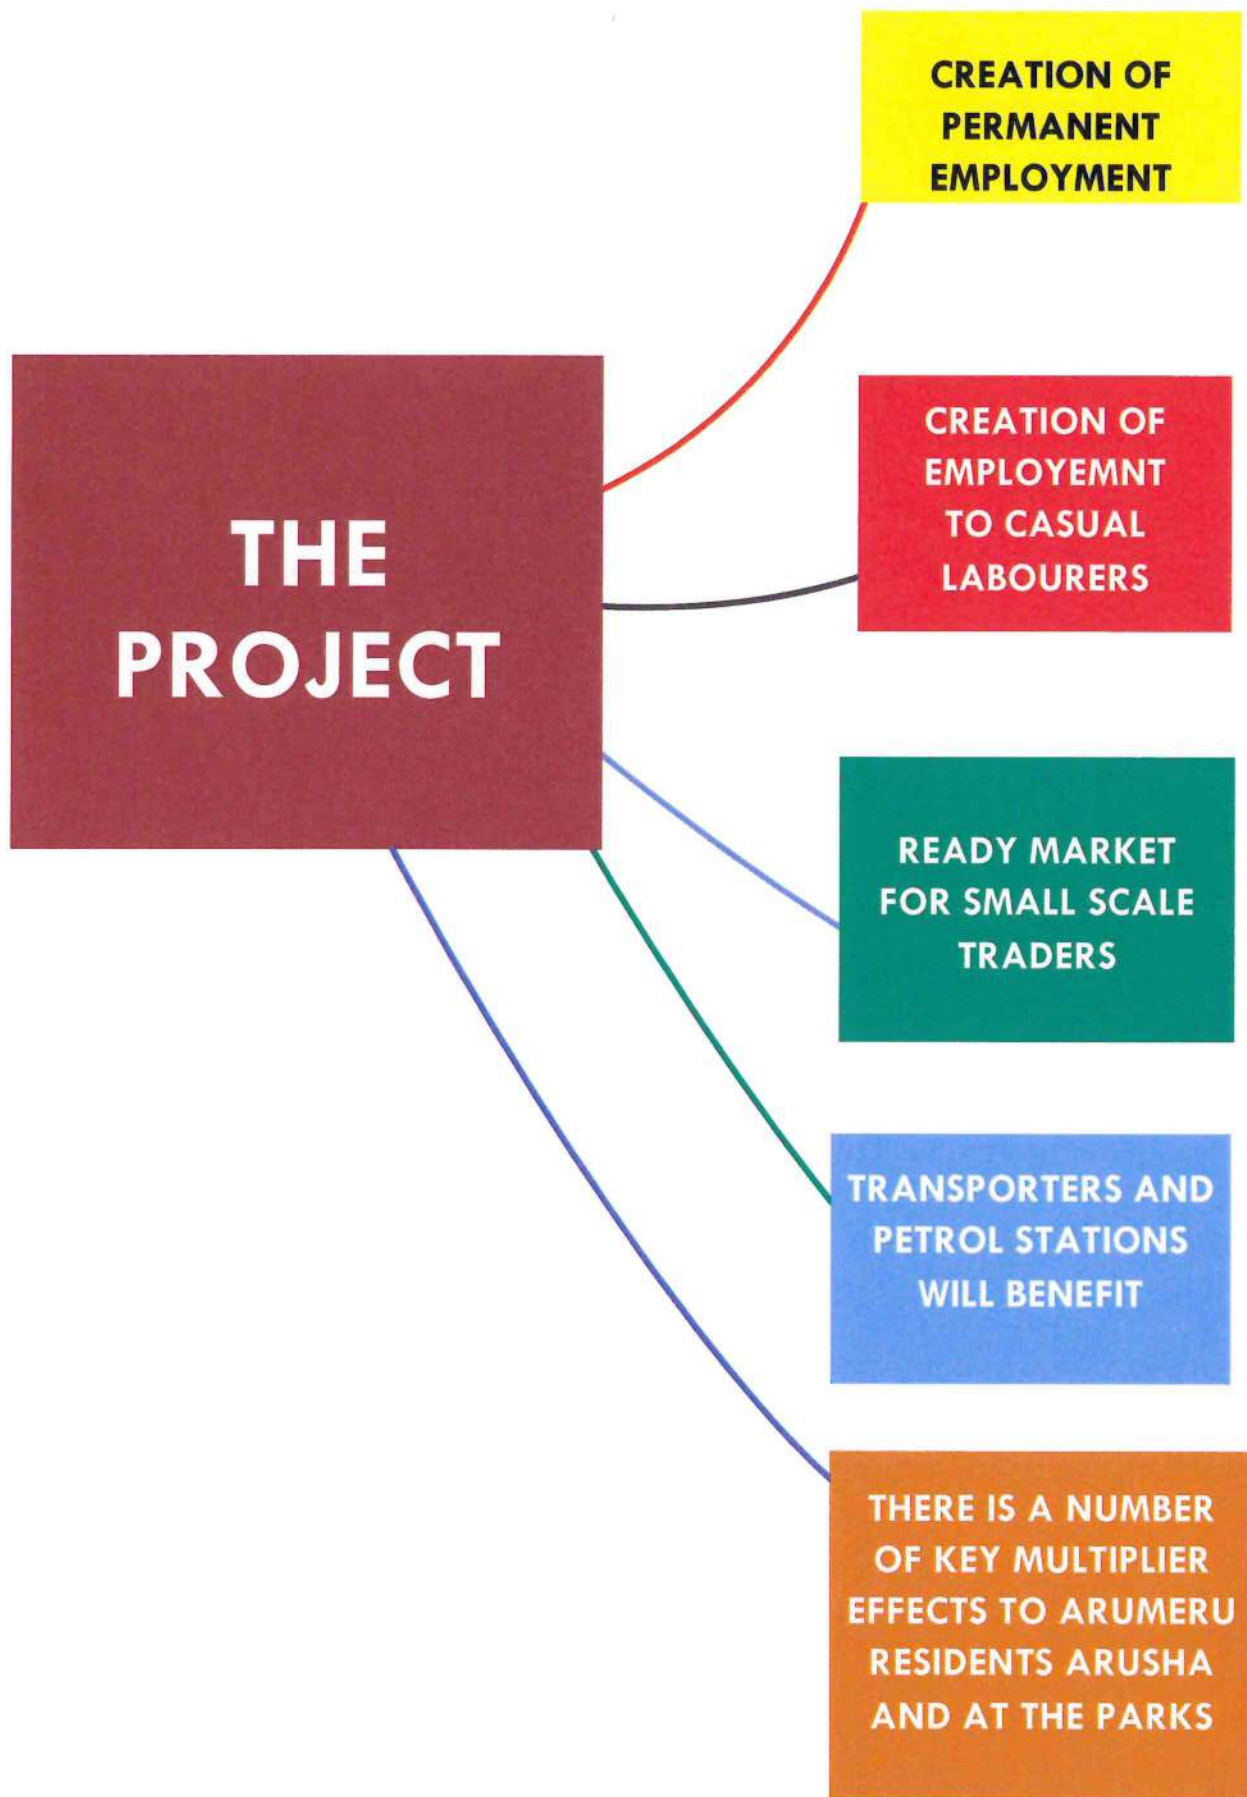 THE
PROJECT
CREATION OF
PERMANENT
EMPLOYMENT
CREATION OF
EMPLOYEMNT
TO CASUAL
LABOURERS
READY MARKET
FOR SMALL SCALE
TRADERS
TRANSPORTERS AND
PETROL STATIONS
WILL BENEFIT
THERE IS A NUMBER
OF KEY MULTIPLIER
EFFECTS TO ARUMERU
RESIDENTS ARUSHA
AND AT THE PARKS